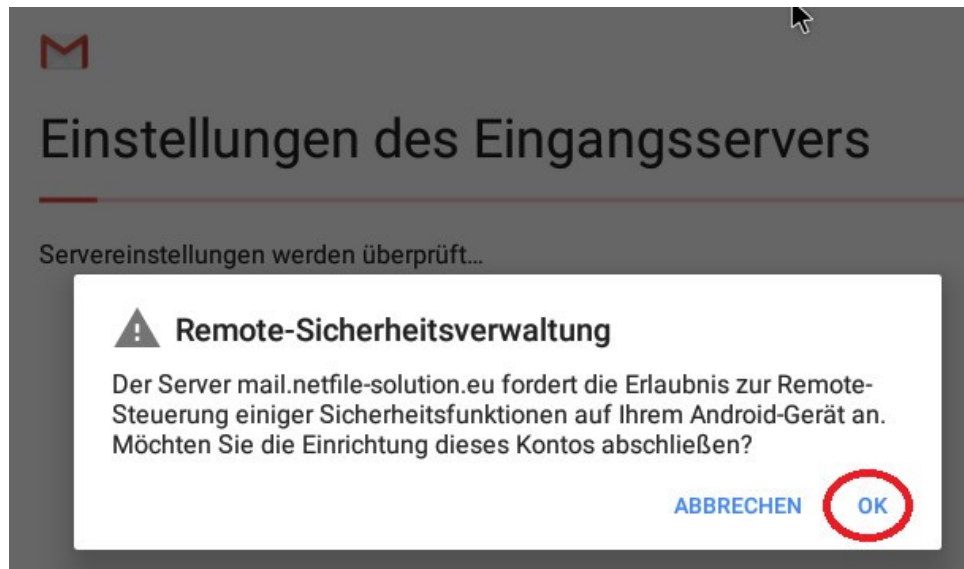 Einstellungen des Eingangsservers
Servereinstellungen werden überprüft...
Remote-Sicherheitsverwaltung
Der Server mail.netfile-solution.eu fordert die Erlaubnis zur Remote-
Steuerung einiger Sicherheitsfunktionen auf Ihrem Android-Gerät an.
Möchten Sie die Einrichtung dieses Kontos abschließen?
ABBRECHEN OK